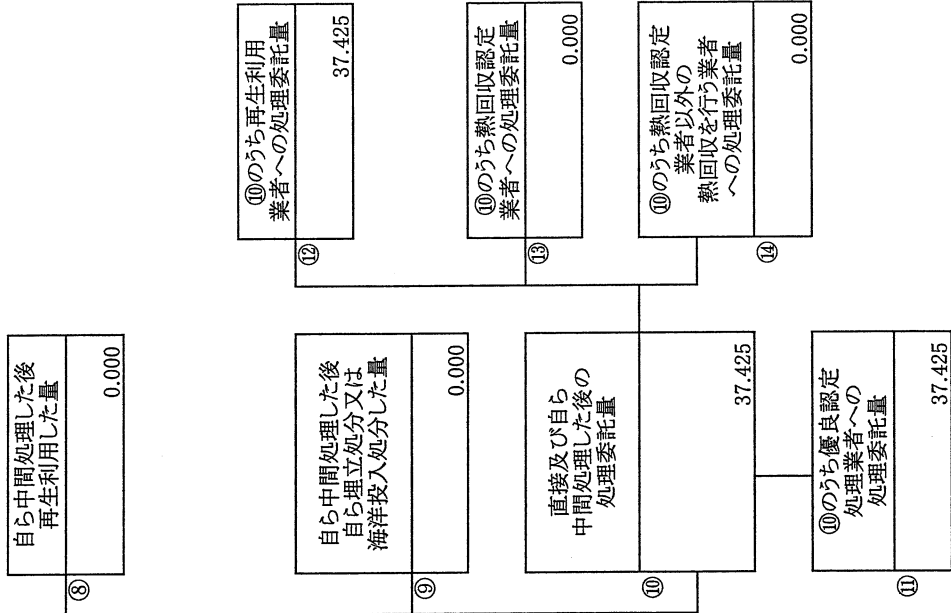 ⑧
自ら中間処理した後
再生利用した量
0.000
⑨
自ら中間処理した後
自ら埋立処分又は
海洋投入処分した量
0.000
⑩
直接及び自ら
中間処理した後の
処理委託量
37.425
⑪
⑩のうち優良認定
処理業者への
処理委託量
37.425
⑫
⑩のうち再生利用
業者への処理委託量
37.425
⑬
⑩のうち熱回収認定
業者への処理委託量
0.000
⑭
⑩のうち熱回収認定
業者以外の
熱回収を行う業者
への処理委託量
0.000